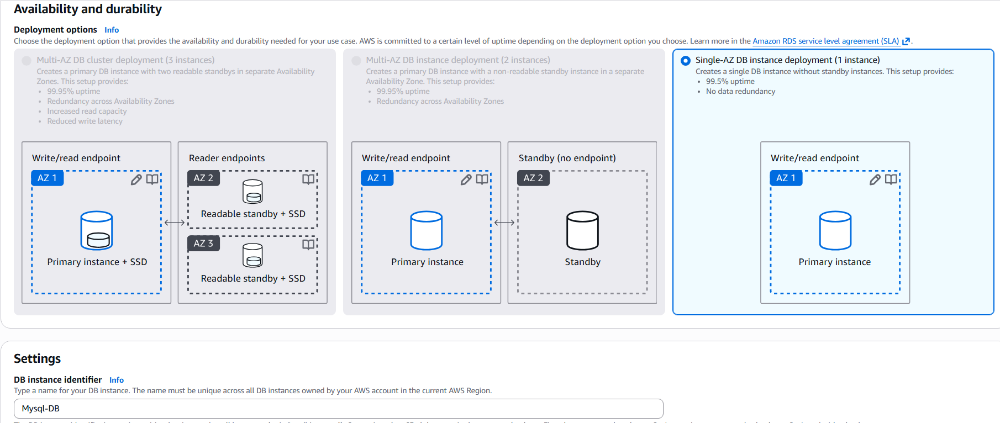 Availability and durability
Deployment options Info
Choose the deployment option that provides the availability and durability needed for your use case. AWS is committed to a certain level of uptime depending on the deployment option you choose. Learn more in the Amazon RDS service level agreement (SLA).
Multi-AZ DB cluster deployment (3 instances)
Creates a primary DB instance with two readable standbys in separate Availability
Zones. This setup provides:
• 99.95% uptime
• Redundancy across Availability Zones
• Increased read capacity
• Reduced write latency
Write/read endpoint
AZ 1
Primary instance + SSD
Reader endpoints
AZ 2
Readable standby + SSD
AZ 3
Readable standby + SSD
Multi-AZ DB instance deployment (2 instances)
Creates a primary DB instance with a non-readable standby instance in a separate
Availability Zone. This setup provides:
• 99.95% uptime
• Redundancy across Availability Zones
Write/read endpoint
AZ 1
Primary instance
Standby (no endpoint)
AZ 2
Standby
Single-AZ DB instance deployment (1 instance)
Creates a single DB instance without standby instances. This setup provides:
• 99.5% uptime
• No data redundancy
Write/read endpoint
AZ 1
Primary instance
Settings
DB instance identifier Info
Type a name for your DB instance. The name must be unique across all DB instances owned by your AWS account in the current AWS Region.
Mysql-DB